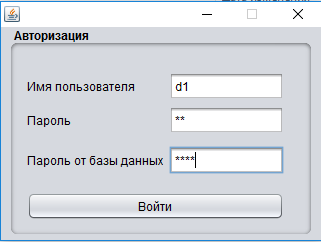 Авторизация
Имя пользователя d1
Пароль **
Пароль от базы данных ****
Войти